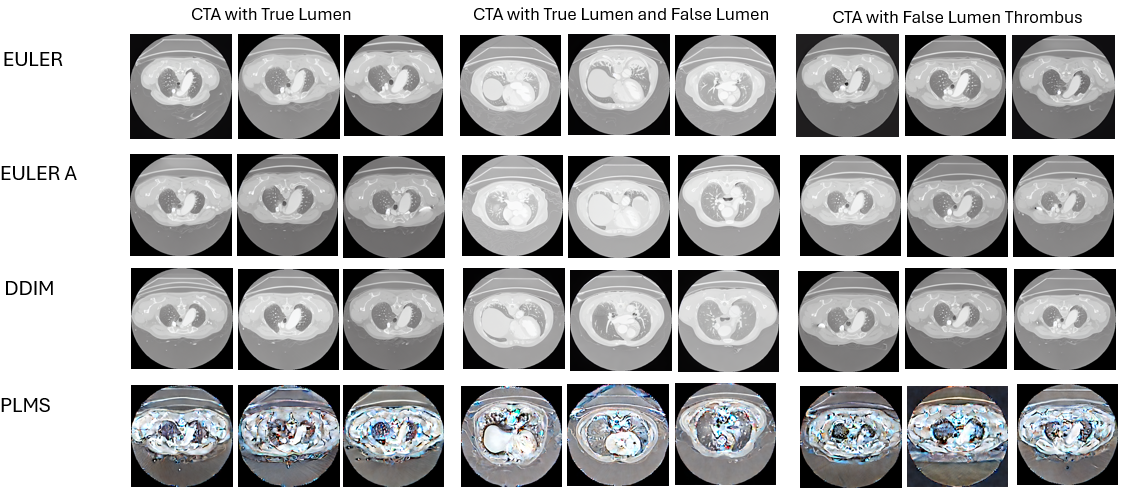 CTA with True Lumen
CTA with True Lumen and False Lumen
CTA with False Lumen Thrombus
EULER
EULER A
DDIM
PLMS